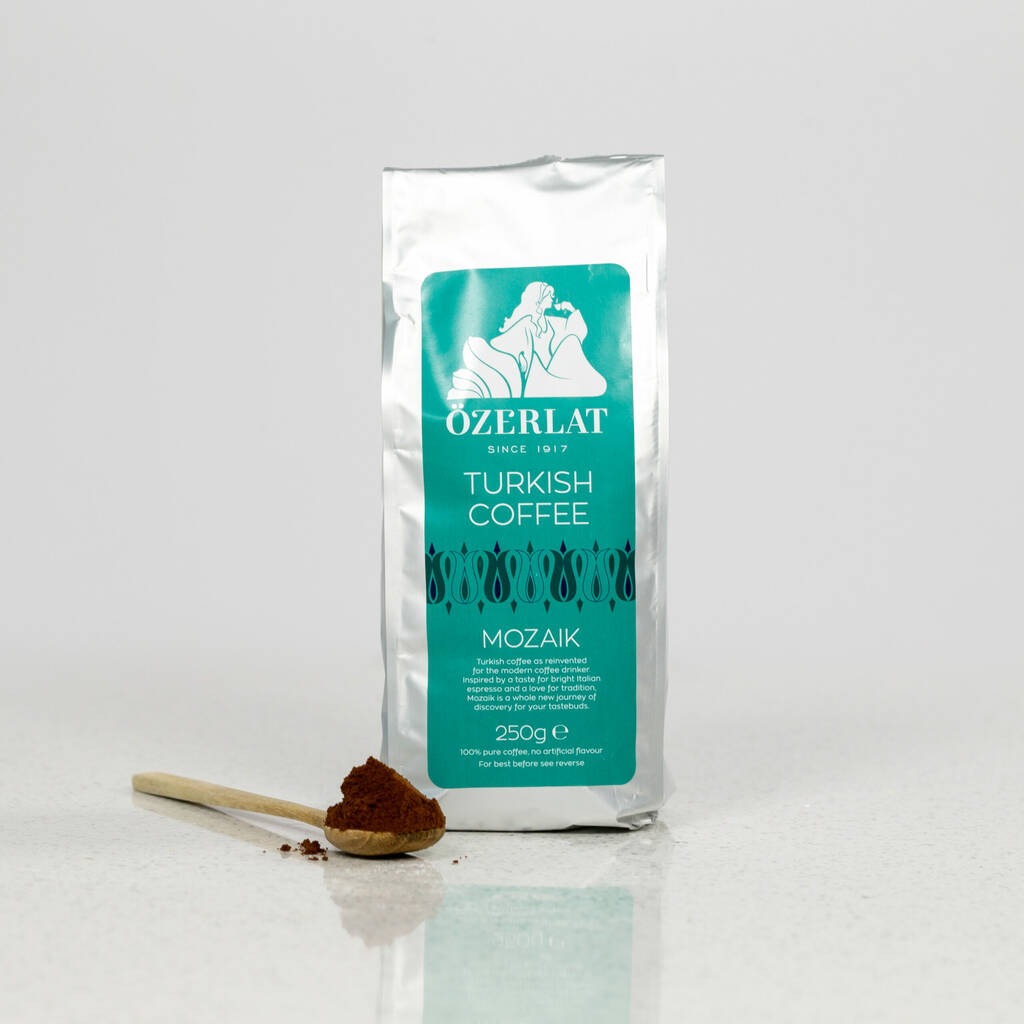 ÖZERLAT
SINCE 1917
TURKISH
COFFEE
MOZAIK
Turkish coffee as reinvented
for the modern coffee drinker.
Inspired by a taste for bright Italian
espresso and a love for tradition,
Mozaik is a whole new journey of
discovery for your tastebuds.
250g ℮
100% pure coffee, no artificial flavour
For best before see reverse